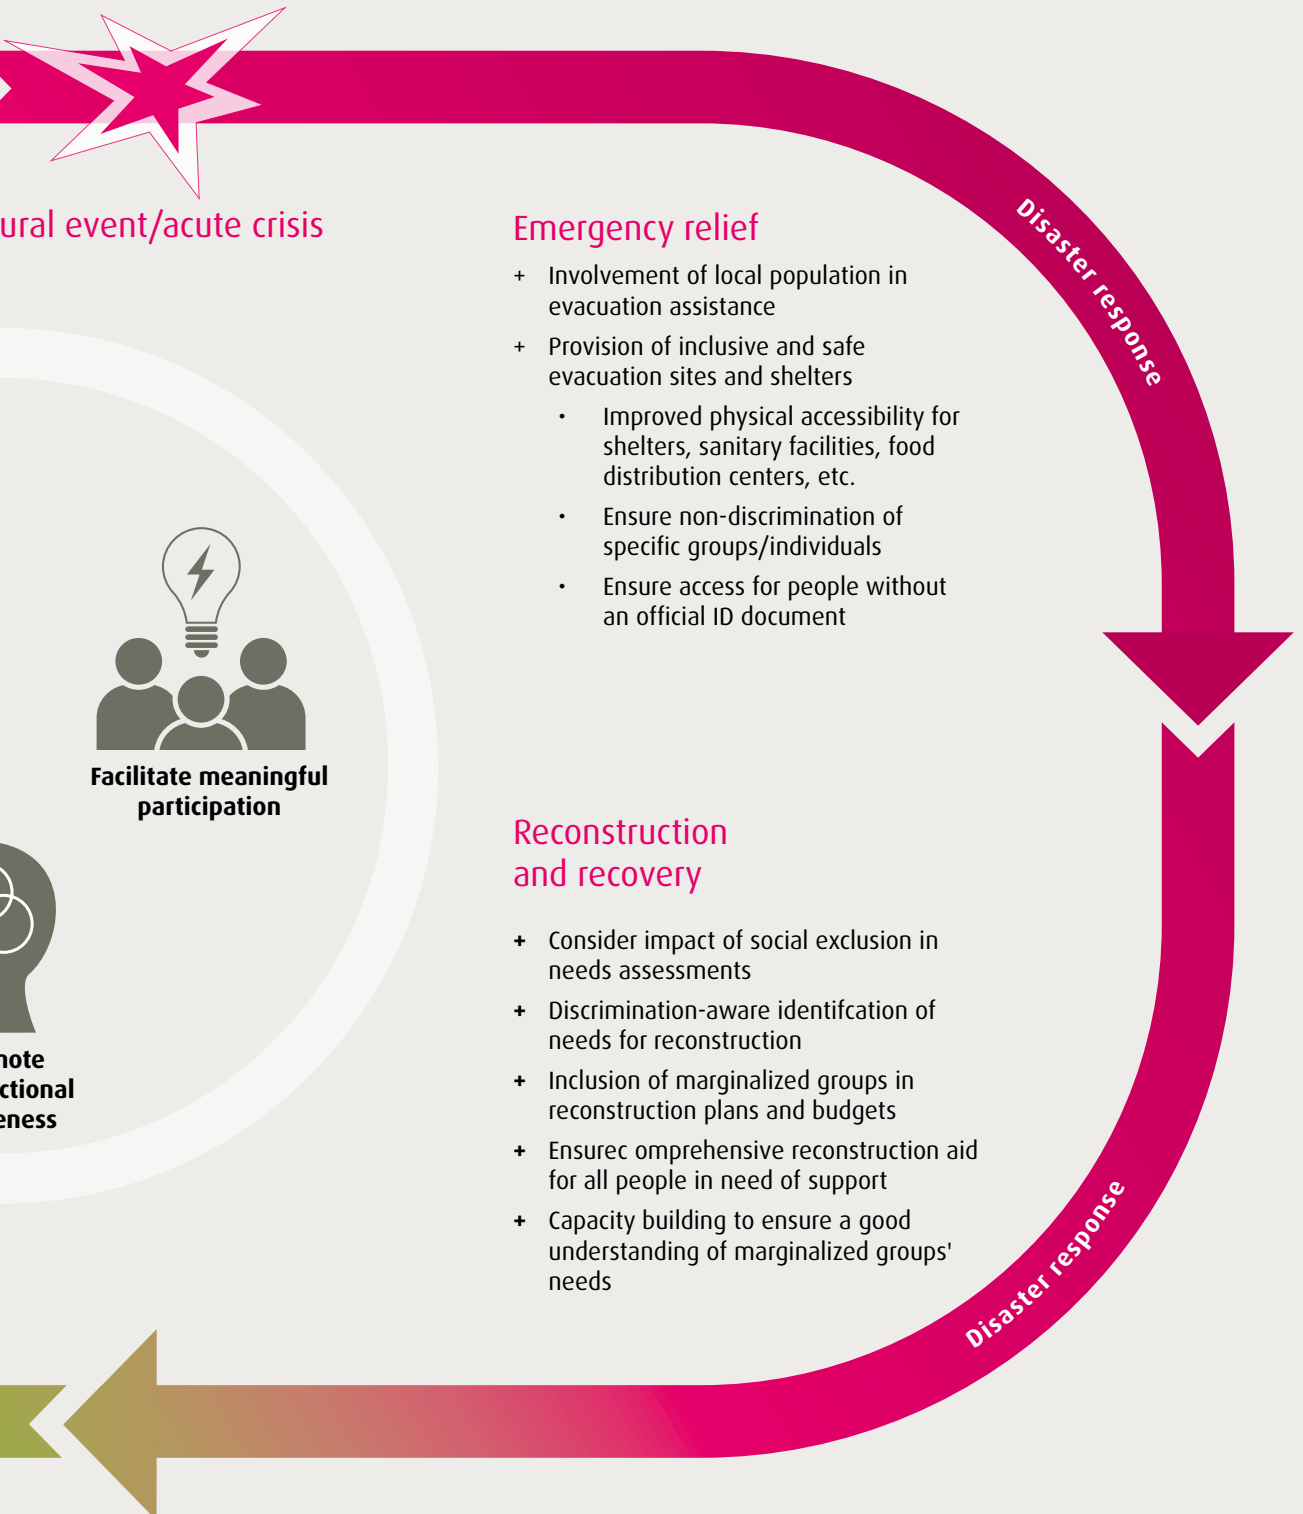 ural event/acute crisis
Emergency relief
+ Involvement of local population in
evacuation assistance
+ Provision of inclusive and safe
evacuation sites and shelters
• Improved physical accessibility for
shelters, sanitary facilities, food
distribution centers, etc.
• Ensure non-discrimination of
specific groups/individuals
• Ensure access for people without
an official ID document
Disaster response
Facilitate meaningful
participation
note
ctional
eness
Reconstruction
and recovery
+ Consider impact of social exclusion in
needs assessments
+ Discrimination-aware identifcation of
needs for reconstruction
+ Inclusion of marginalized groups in
reconstruction plans and budgets
+ Ensurec omprehensive reconstruction aid
for all people in need of support
+ Capacity building to ensure a good
understanding of marginalized groups'
needs
Disaster response